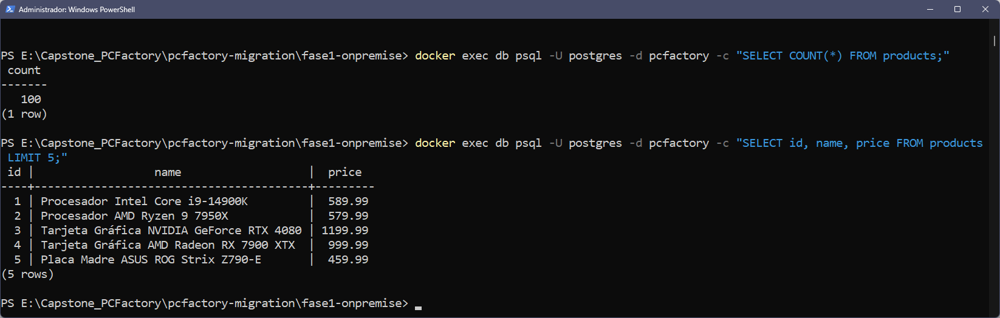 Administrador: Windows PowerShell
PS E:\Capstone_PCFactory\pcfactory-migration\fase1-onpremise> docker exec db psql -U postgres -d pcfactory -c "SELECT COUNT(*) FROM products;"
 count
-------
   100
(1 row)

PS E:\Capstone_PCFactory\pcfactory-migration\fase1-onpremise> docker exec db psql -U postgres -d pcfactory -c "SELECT id, name, price FROM products
 LIMIT 5;"
 id |                  name                   |  price
----+-----------------------------------------+---------
  1 | Procesador Intel Core i9-14900K         |  589.99
  2 | Procesador AMD Ryzen 9 7950X            |  579.99
  3 | Tarjeta Gráfica NVIDIA GeForce RTX 4080 | 1199.99
  4 | Tarjeta Gráfica AMD Radeon RX 7900 XTX  |  999.99
  5 | Placa Madre ASUS ROG Strix Z790-E       |  459.99
(5 rows)

PS E:\Capstone_PCFactory\pcfactory-migration\fase1-onpremise>